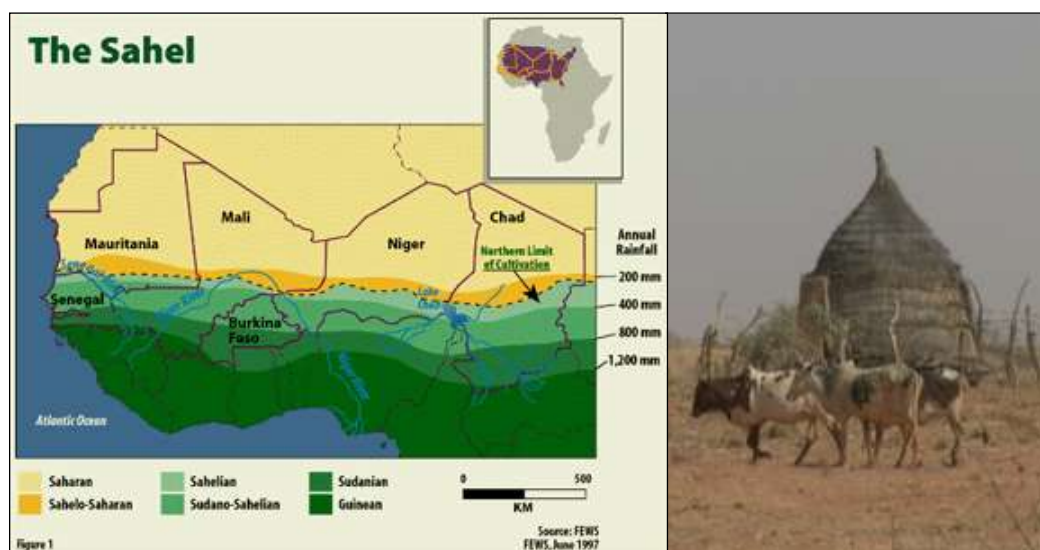 The Sahel
Mali
Chad
Mauritania
Niger
Northern Limit
of Cultivation
Annual
Rainfall
200 mm
Lake
Senegal
400 mm
Burkina
Faso
800 mm
1,200 mm
Atlantic Ocean
Saharan
Sahelian
Sudanian
0
500
Sahelo-Saharan
Sudano-Sahelian
Guinean
KM
Source: FEWS
Figure 1
FEWS, June 1997